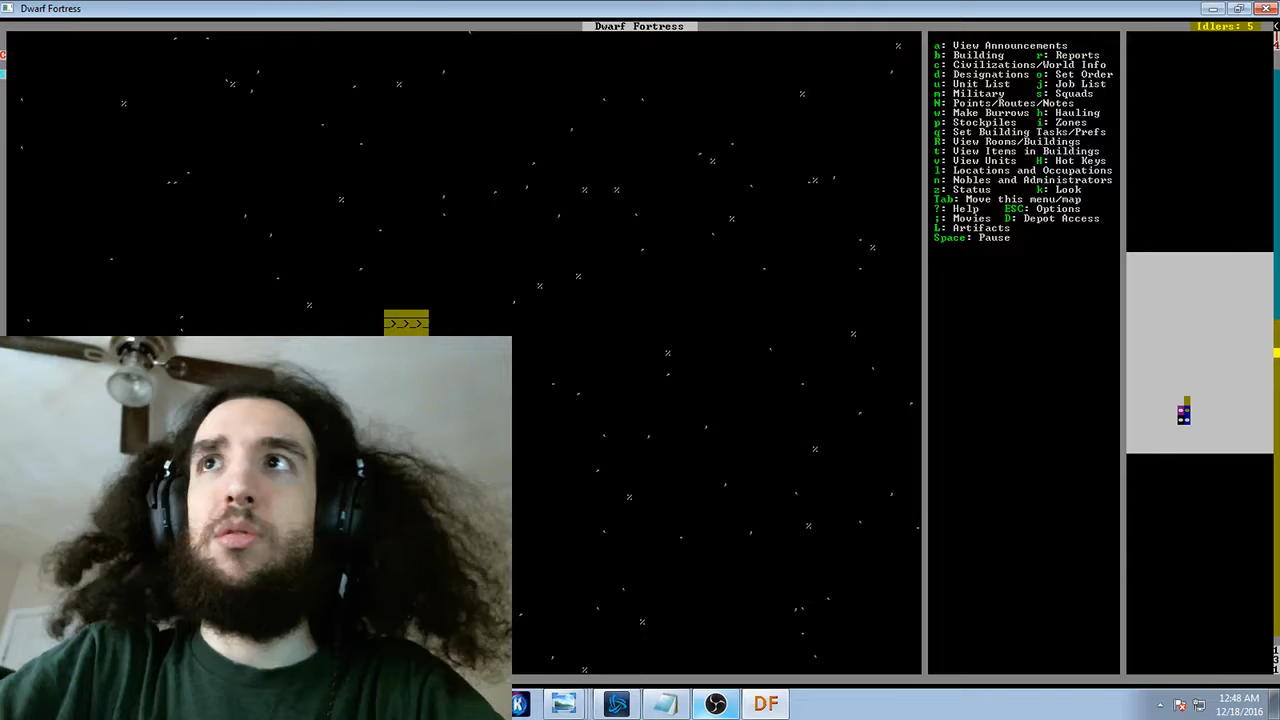 Dwarf Fortress
Dwarf Fortress
Idlers: 5
a: View Announcements
b: Building r: Reports
c: Civilizations/World Info
d: Designations o: Set Order
u: Unit List j: Job List
m: Military s: Squads
N: Points/Routes/Notes
w: Make Burrows h: Hauling
p: Stockpiles i: Zones
q: Set Building Tasks/Prefs
R: View Rooms/Buildings
t: View Items in Buildings
v: View Units H: Hot Keys
l: Locations and Occupations
n: Nobles and Administrators
z: Status k: Look
Tab: Move this menu/map
?: Help ESC: Options
;: Movies D: Depot Access
L: Artifacts
Space: Pause
DF
12:48 AM
12/18/2016